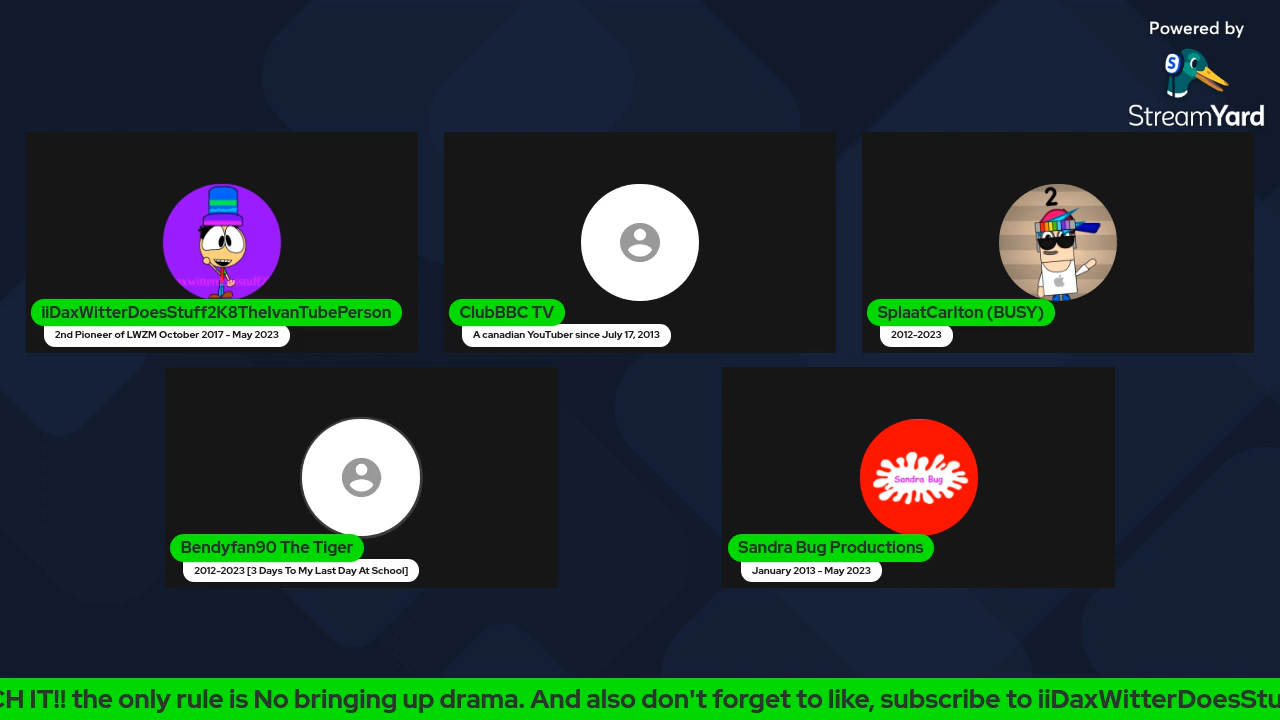 Powered by
StreamYard
2
iiDaxWitterDoesStuff2K8TheIvanTubePerson
2nd Pioneer of LWZM October 2017 - May 2023
ClubBBC TV
A canadian YouTuber since July 17, 2013
SplaatCarlton (BUSY)
2012-2023
Bendyfan90 The Tiger
2012-2023 [3 Days To My Last Day At School]
Sandra Bug
Sandra Bug Productions
January 2013 - May 2023
CH IT!! the only rule is No bringing up drama. And also don't forget to like, subscribe to iiDaxWitterDoesStu